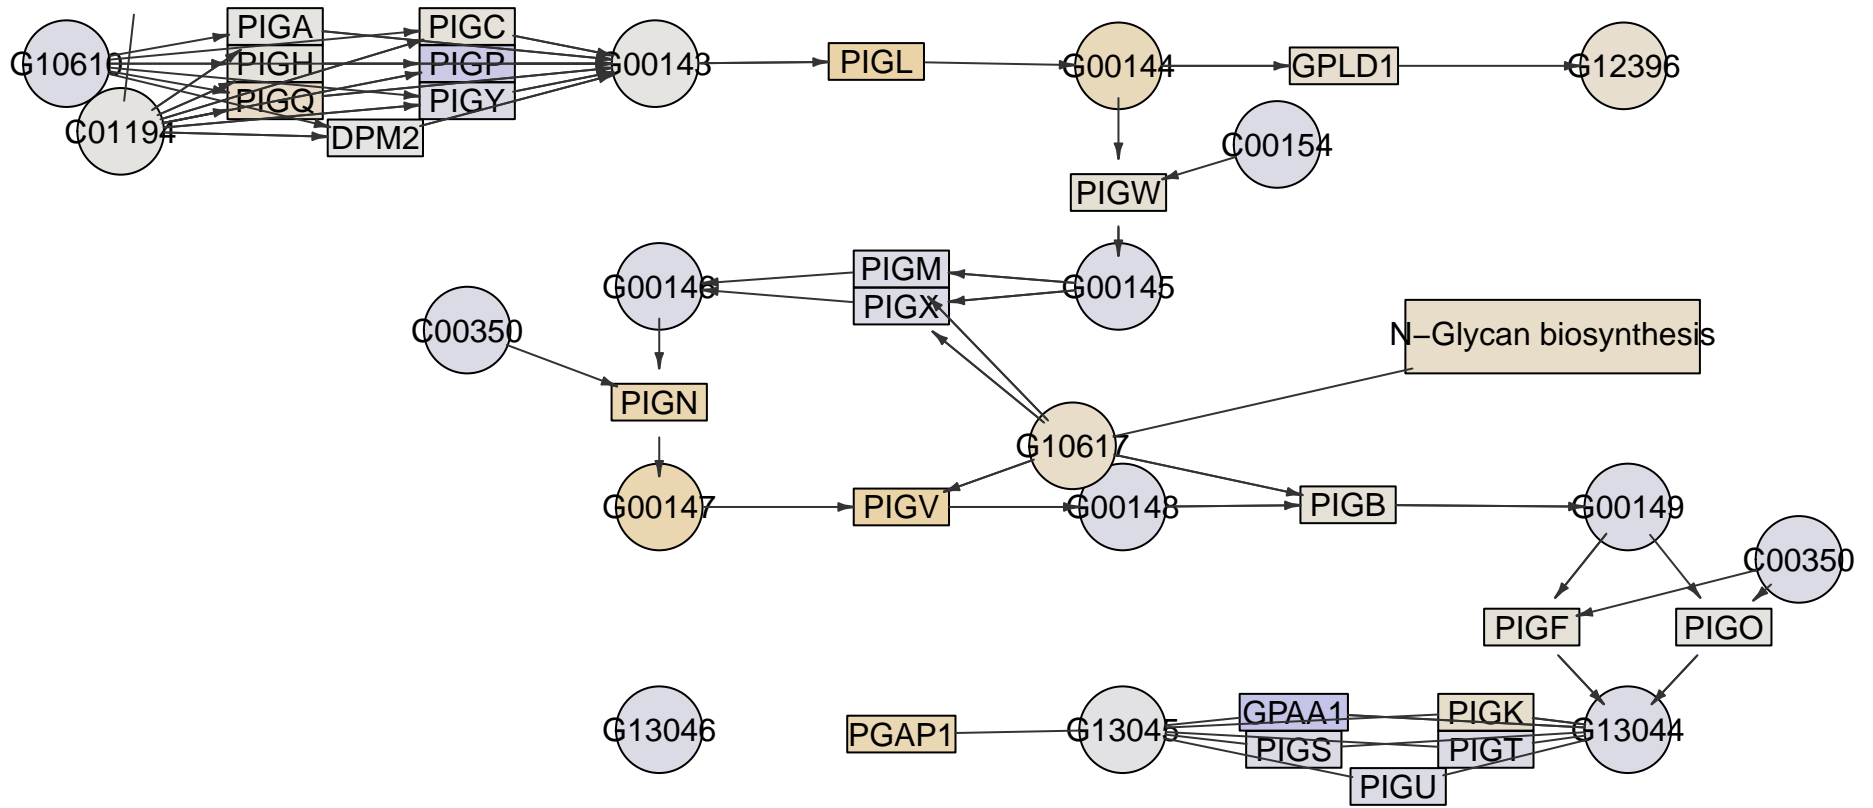 PIGA
PIGC
G1061
PIGH
PIGP
G00143
PIGL
G00144
GPLD1
G12396
PIGQ
PIGY
C01194
DPM2
C00154
PIGW
PIGM
G00146
G00145
PIGX
C00350
N−Glycan biosynthesis
PIGN
G10617
G00147
PIGV
G00148
PIGB
G00149
C00350
PIGF
PIGO
GPAA1
PIGK
G13046
PGAP1
G13045
G13044
PIGS
PIGT
PIGU